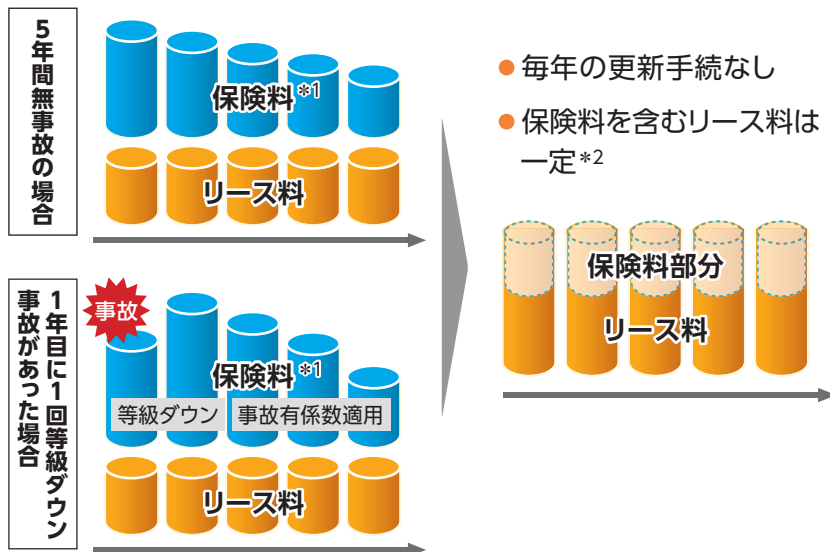 5年間無事故の場合
保険料*1
リース料
1年目に1回等級ダウン
事故があった場合
事故
保険料*1
等級ダウン
事故有係数適用
リース料
● 毎年の更新手続なし
● 保険料を含むリース料は
一定*2
保険料部分
リース料